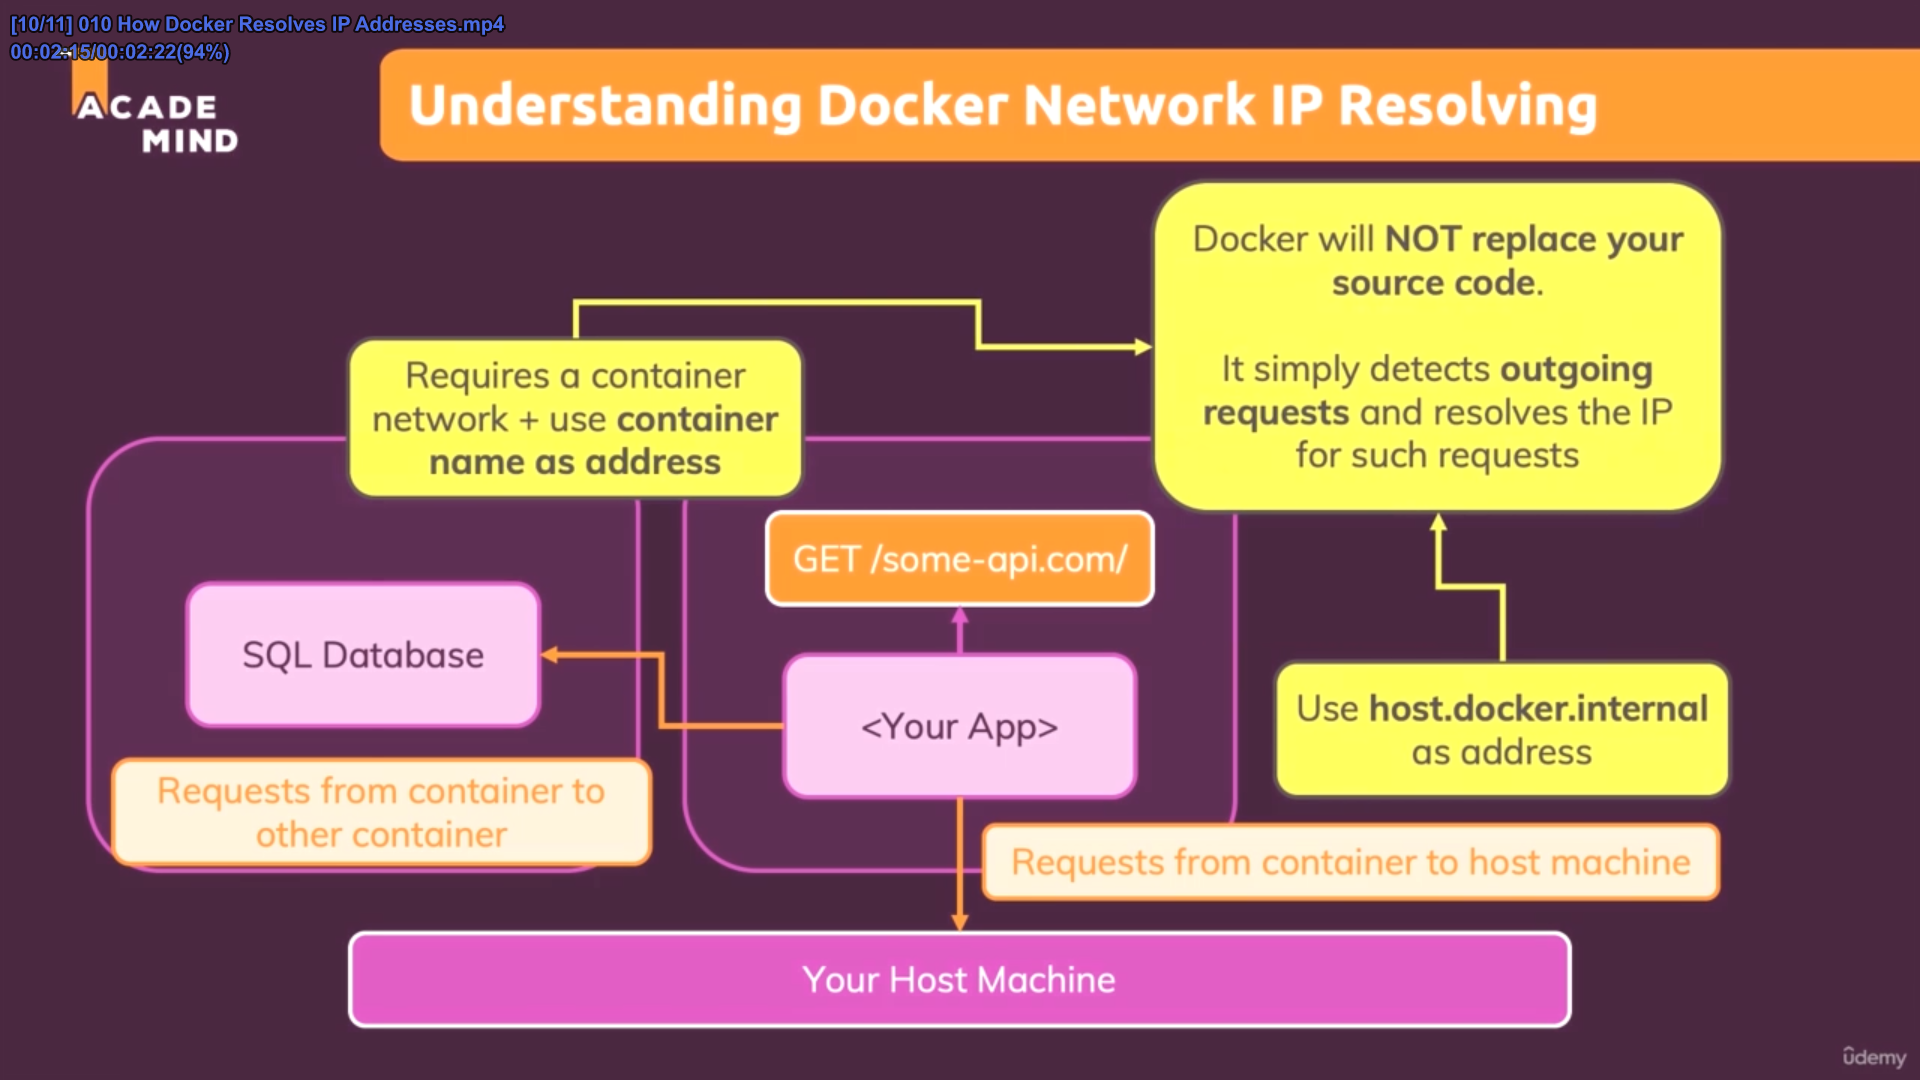 [10/11] 010 How Docker Resolves IP Addresses.mp4
00:02:15/00:02:22(94%)
ACADE
MIND
Understanding Docker Network IP Resolving
Docker will NOT replace your
source code.
It simply detects outgoing
requests and resolves the IP
for such requests
Requires a container
network + use container
name as address
GET /some-api.com/
SQL Database
<Your App>
Use host.docker.internal
as address
Requests from container to
other container
Requests from container to host machine
Your Host Machine
ûdemy